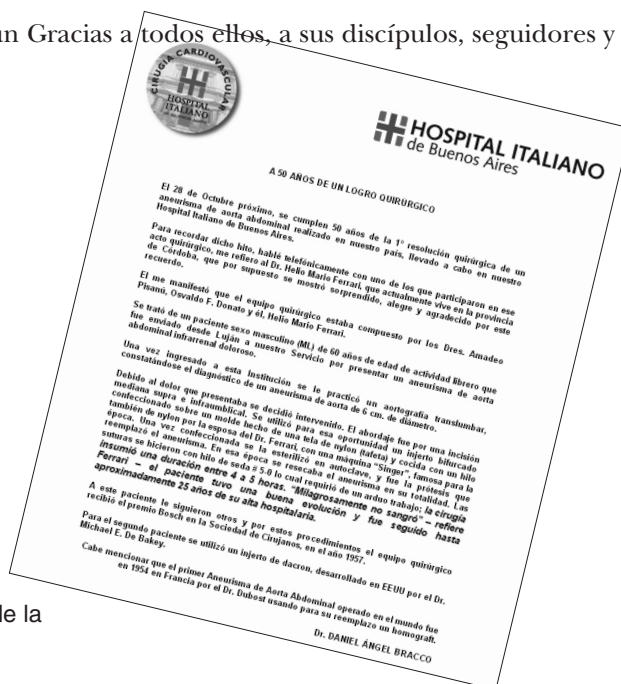 un Gracias a todos ellos, a sus discípulos, seguidores y
CIRUGÍA CARDIOVASCULAR
HOSPITAL
ITALIANO
de Buenos Aires
HOSPITAL ITALIANO
de Buenos Aires
A 50 AÑOS DE UN LOGRO QUIRÚRGICO
El 28 de Octubre próximo, se cumplen 50 años de la 1° resolución quirúrgica de un
aneurisma de aorta abdominal realizado en nuestro país, llevado a cabo en nuestro
Hospital Italiano de Buenos Aires.
Para recordar dicho hito, hablé telefónicamente con uno de los que participaron en ese
acto quirúrgico, me refiero al Dr. Helio Mario Ferrari, que actualmente vive en la provincia
de Córdoba, que por supuesto se mostró sorprendido, alegre y agradecido por este
recuerdo.
El me manifestó que el equipo quirúrgico estaba compuesto por los Dres. Amadeo
Pisanú, Osvaldo F. Donato y él, Helio Mario Ferrari.
Se trató de un paciente sexo masculino (ML) de 60 años de edad de actividad librero que
fue enviado desde Luján a nuestro Servicio por presentar un aneurisma de aorta
abdominal infrarrenal doloroso.
Una vez ingresado a esta Institución se le practicó un aortografía translumbar,
constatándose el diagnóstico de un aneurisma de aorta de 6 cm. de diámetro.
Debido al dolor que presentaba se decidió intervenido. El abordaje fue por una incisión
mediana supra e infraumblical. Se utilizó para esa oportunidad un injerto bifurcado
confeccionado sobre un molde hecho de una tela de nylon (tafeta) y cocida con un hilo
también de nylon por la esposa del Dr. Ferrari, con una máquina "Singer", famosa para la
época. Una vez confeccionada se la esterilizó en autoclave, y fue la prótesis que
reemplazó el aneurisma. En esa época se resecaba el aneurisma en su totalidad. Las
suturas se hicieron con hilo de seda # 5-0 lo cual requirió de un arduo trabajo; la cirugía
insumió una duración entre 4 a 5 horas. "Milagrosamente no sangró" – refiere
Ferrari – el paciente tuvo una buena evolución y fue seguido hasta
aproximadamente 25 años de su alta hospitalaria.
A este paciente le siguieron otros y por estos procedimientos el equipo quirúrgico
recibió el premio Bosch en la Sociedad de Cirujanos, en el año 1957.
Para el segundo paciente se utilizó un injerto de dacron, desarrollado en EEUU por el Dr.
Michael E. De Bakey.
Cabe mencionar que el primer Aneurisma de Aorta Abdominal operado en el mundo fue
en 1954 en Francia por el Dr. Dubost usando para su reemplazo un homograft.
Dr. DANIEL ÁNGEL BRACCO
de la